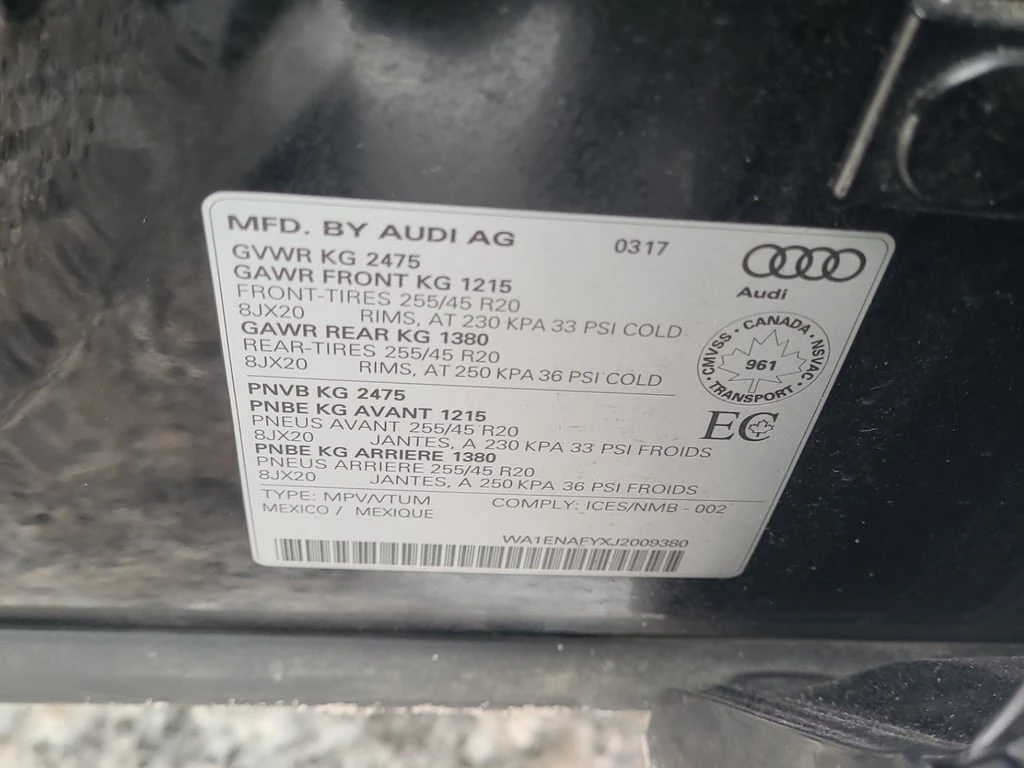 MFD. BY AUDI AG 0317
GVWR KG 2475
GAWR FRONT KG 1215
FRONT-TIRES 255/45 R20
8JX20 RIMS, AT 230 KPA 33 PSI COLD
GAWR REAR KG 1380
REAR-TIRES 255/45 R20
8JX20 RIMS, AT 250 KPA 36 PSI COLD
Audi
CMVSS · CANADA · NSVAC · TRANSPORT ·
961
PNVB KG 2475
PNBE KG AVANT 1215
PNEUS AVANT 255/45 R20
8JX20 JANTES, A 230 KPA 33 PSI FROIDS
PNBE KG ARRIERE 1380
PNEUS ARRIERE 255/45 R20
8JX20 JANTES, A 250 KPA 36 PSI FROIDS
EC
TYPE: MPV/VTUM COMPLY: ICES/NMB - 002
MEXICO / MEXIQUE
WA1ENAFYXJ2009380